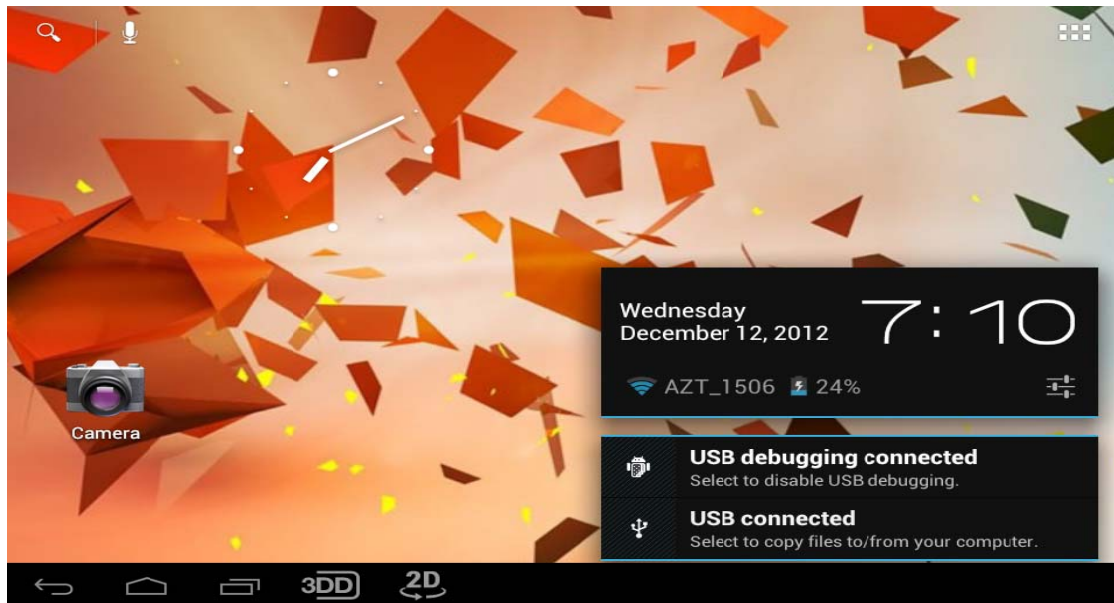 Wednesday
December 12, 2012
7:10
AZT_1506 24%
Camera
USB debugging connected
Select to disable USB debugging.
USB connected
Select to copy files to/from your computer.
3DD 2D